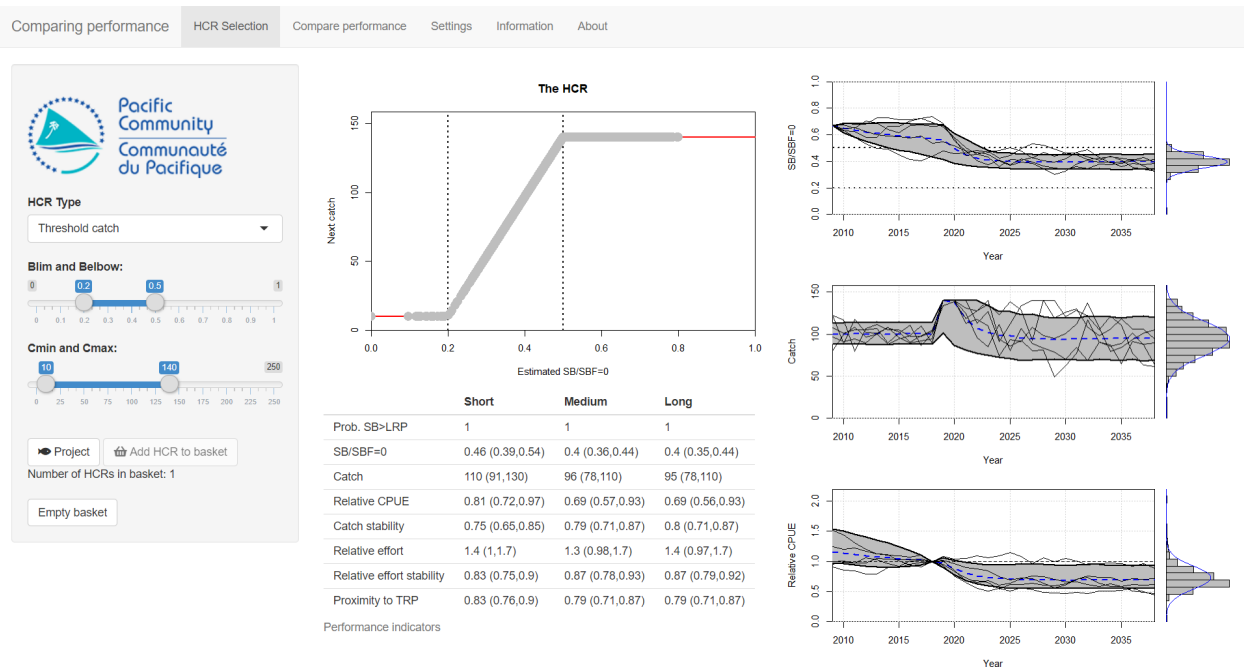 Comparing performance HCR Selection Compare performance Settings Information About
Pacific
Community
Communauté
du Pacifique
HCR Type
Threshold catch
Blim and Belbow:
0 0.2 0.5 1
0 0.1 0.2 0.3 0.4 0.5 0.6 0.7 0.8 0.9 1
Cmin and Cmax:
10 140 250
0 25 50 75 100 125 150 175 200 225 250
Project Add HCR to basket
Number of HCRs in basket: 1
Empty basket
The HCR
Next catch
150
100
50
0
0.0 0.2 0.4 0.6 0.8 1.0
Estimated SB/SBF=0
Short Medium Long
Prob. SB>LRP 1 1 1
SB/SBF=0 0.46 (0.39,0.54) 0.4 (0.36,0.44) 0.4 (0.35,0.44)
Catch 110 (91,130) 96 (78,110) 95 (78,110)
Relative CPUE 0.81 (0.72,0.97) 0.69 (0.57,0.93) 0.69 (0.56,0.93)
Catch stability 0.75 (0.65,0.85) 0.79 (0.71,0.87) 0.8 (0.71,0.87)
Relative effort 1.4 (1,1.7) 1.3 (0.98,1.7) 1.4 (0.97,1.7)
Relative effort stability 0.83 (0.75,0.9) 0.87 (0.78,0.93) 0.87 (0.79,0.92)
Proximity to TRP 0.83 (0.76,0.9) 0.79 (0.71,0.87) 0.79 (0.71,0.87)
Performance indicators
SB/SBF=0
1.0
0.8
0.6
0.4
0.2
0.0
2010 2015 2020 2025 2030 2035
Year
Catch
150
100
50
0
2010 2015 2020 2025 2030 2035
Year
Relative CPUE
2.0
1.5
1.0
0.5
0.0
2010 2015 2020 2025 2030 2035
Year